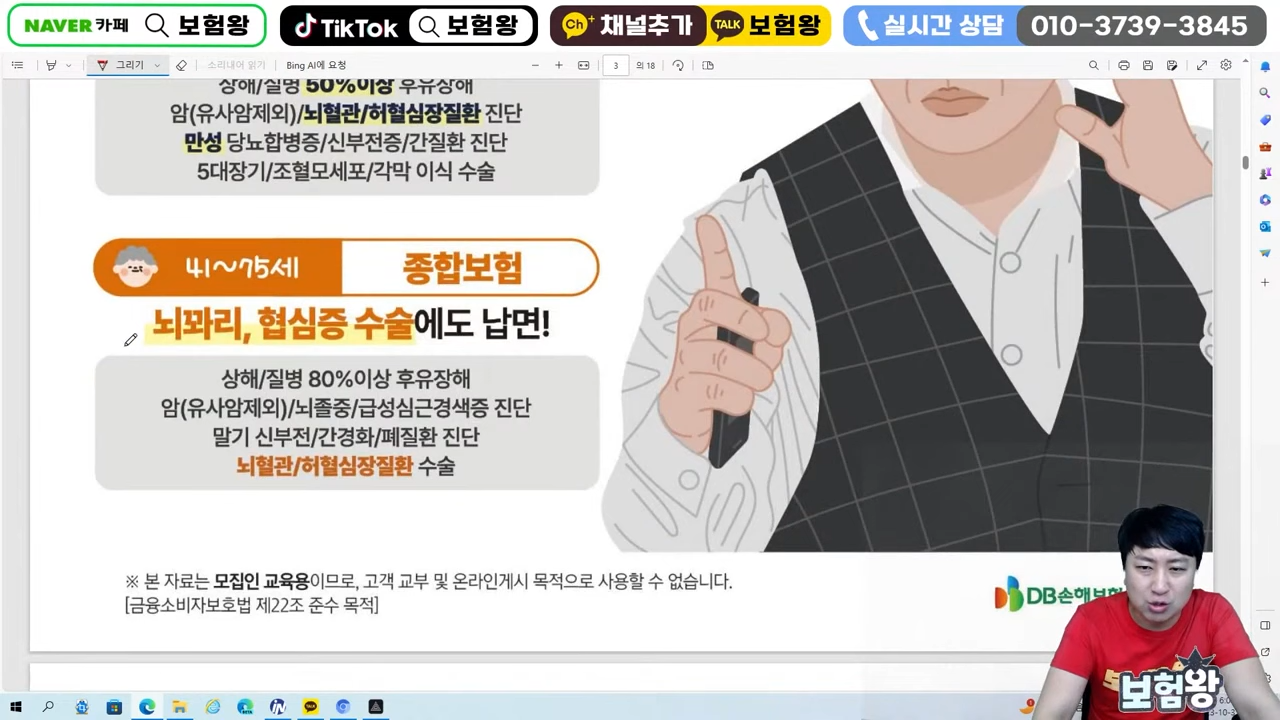 NAVER 카페 보험왕
TikTok 보험왕
Ch+ 채널추가 TALK 보험왕
실시간 상담 010-3739-3845
그리기 소리내어 읽기 Bing AI에 요청
3 의 18
상해/질병 50%이상 후유장해
암(유사암제외)/뇌혈관/허혈심장질환 진단
만성 당뇨합병증/신부전증/간질환 진단
5대장기/조혈모세포/각막 이식 수술
41~75세 종합보험
뇌꽈리, 협심증 수술에도 납면!
상해/질병 80%이상 후유장해
암(유사암제외)/뇌졸중/급성심근경색증 진단
말기 신부전/간경화/폐질환 진단
뇌혈관/허혈심장질환 수술
※ 본 자료는 모집인 교육용이므로, 고객 교부 및 온라인게시 목적으로 사용할 수 없습니다.
[금융소비자보호법 제22조 준수 목적]
DB손해보험
보험왕